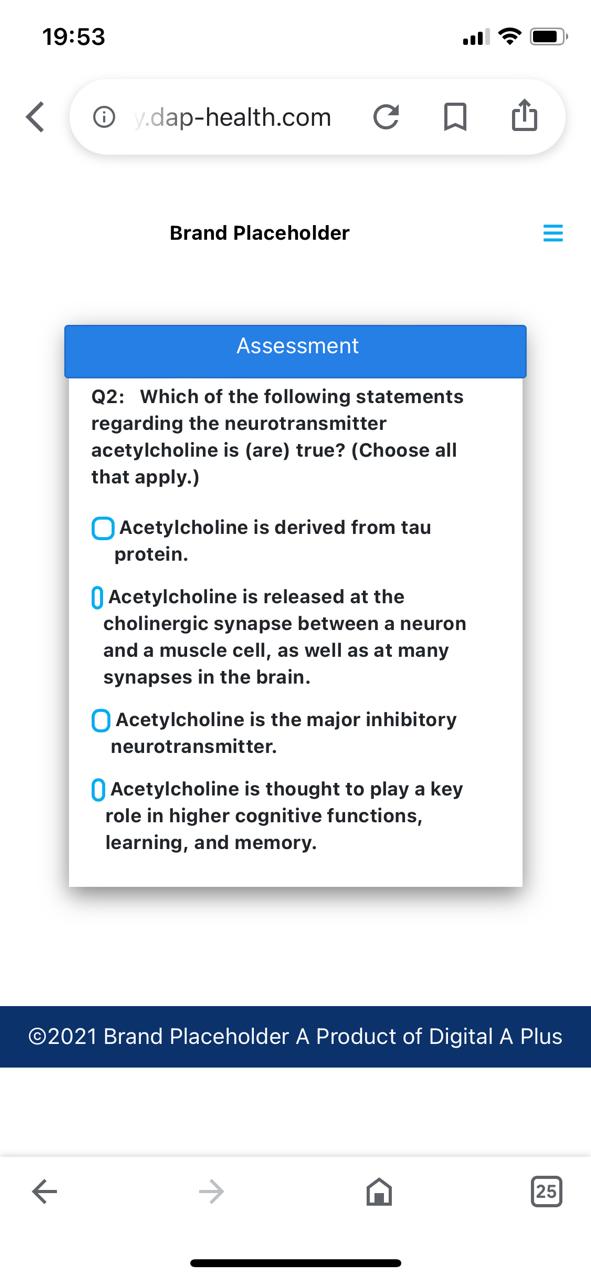 19:53
y.dap-health.com
Brand Placeholder
Assessment
Q2: Which of the following statements
regarding the neurotransmitter
acetylcholine is (are) true? (Choose all
that apply.)
Acetylcholine is derived from tau
protein.
Acetylcholine is released at the
cholinergic synapse between a neuron
and a muscle cell, as well as at many
synapses in the brain.
Acetylcholine is the major inhibitory
neurotransmitter.
Acetylcholine is thought to play a key
role in higher cognitive functions,
learning, and memory.
©2021 Brand Placeholder A Product of Digital A Plus
25